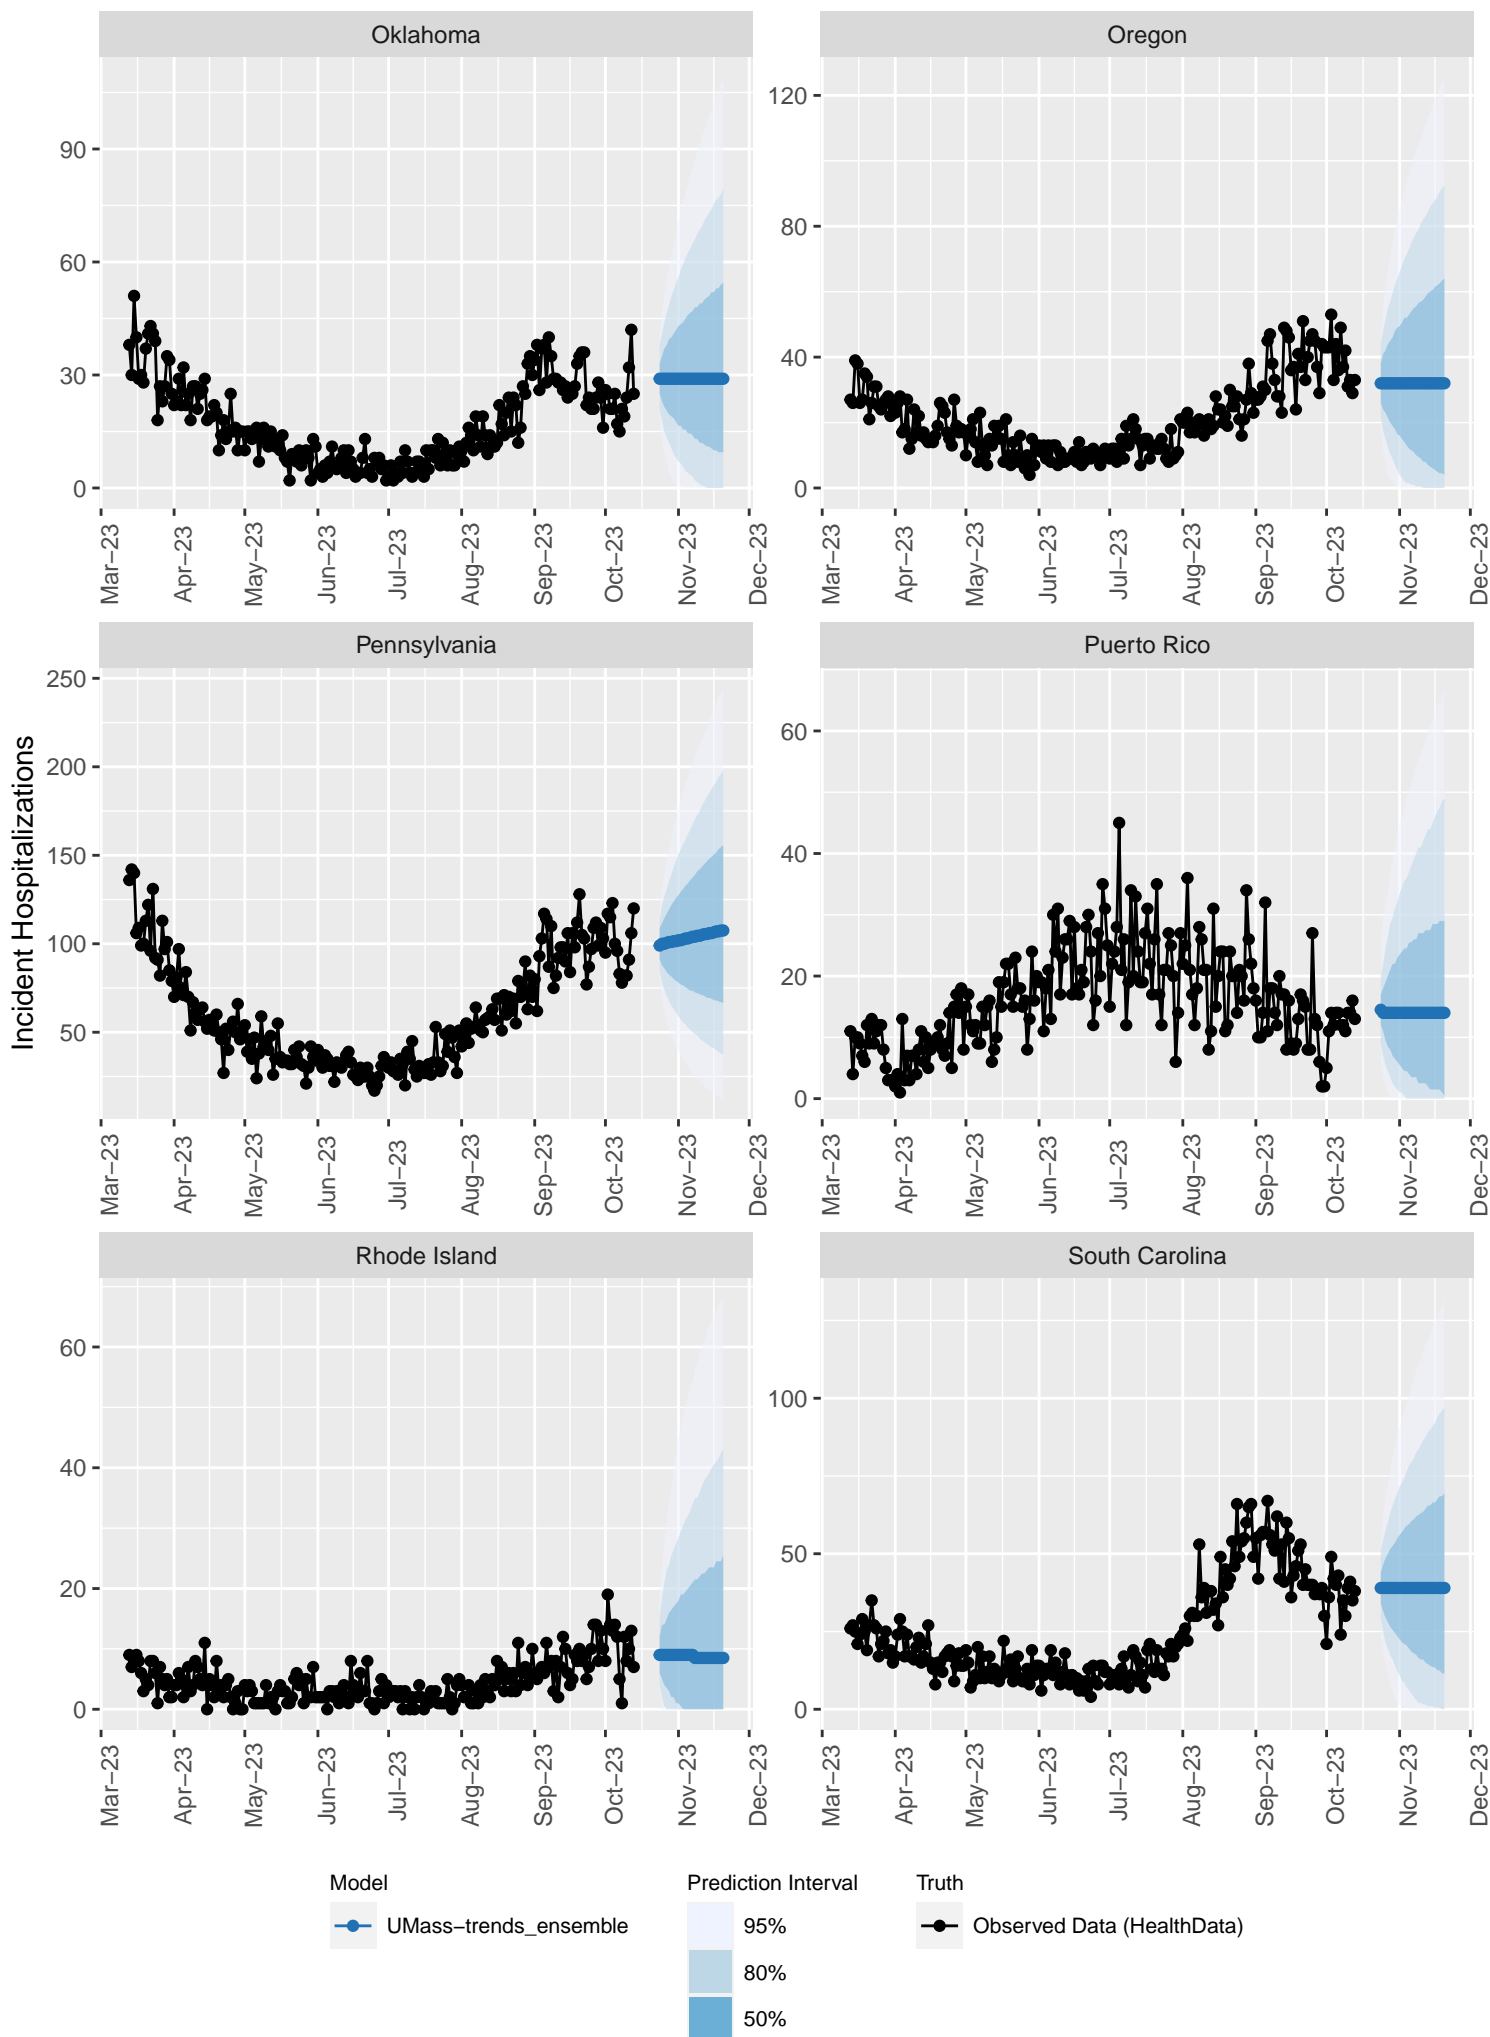 Oklahoma
Oregon
90
60
30
0
120
80
40
0
Mar−23
Apr−23
May−23
Jun−23
Jul−23
Aug−23
Sep−23
Oct−23
Nov−23
Dec−23
Mar−23
Apr−23
May−23
Jun−23
Jul−23
Aug−23
Sep−23
Oct−23
Nov−23
Dec−23
Incident Hospitalizations
Pennsylvania
Puerto Rico
250
200
150
100
50
60
40
20
0
Mar−23
Apr−23
May−23
Jun−23
Jul−23
Aug−23
Sep−23
Oct−23
Nov−23
Dec−23
Mar−23
Apr−23
May−23
Jun−23
Jul−23
Aug−23
Sep−23
Oct−23
Nov−23
Dec−23
Rhode Island
South Carolina
60
40
20
0
100
50
0
Mar−23
Apr−23
May−23
Jun−23
Jul−23
Aug−23
Sep−23
Oct−23
Nov−23
Dec−23
Mar−23
Apr−23
May−23
Jun−23
Jul−23
Aug−23
Sep−23
Oct−23
Nov−23
Dec−23
Model
UMass−trends_ensemble
Prediction Interval
95%
80%
50%
Truth
Observed Data (HealthData)